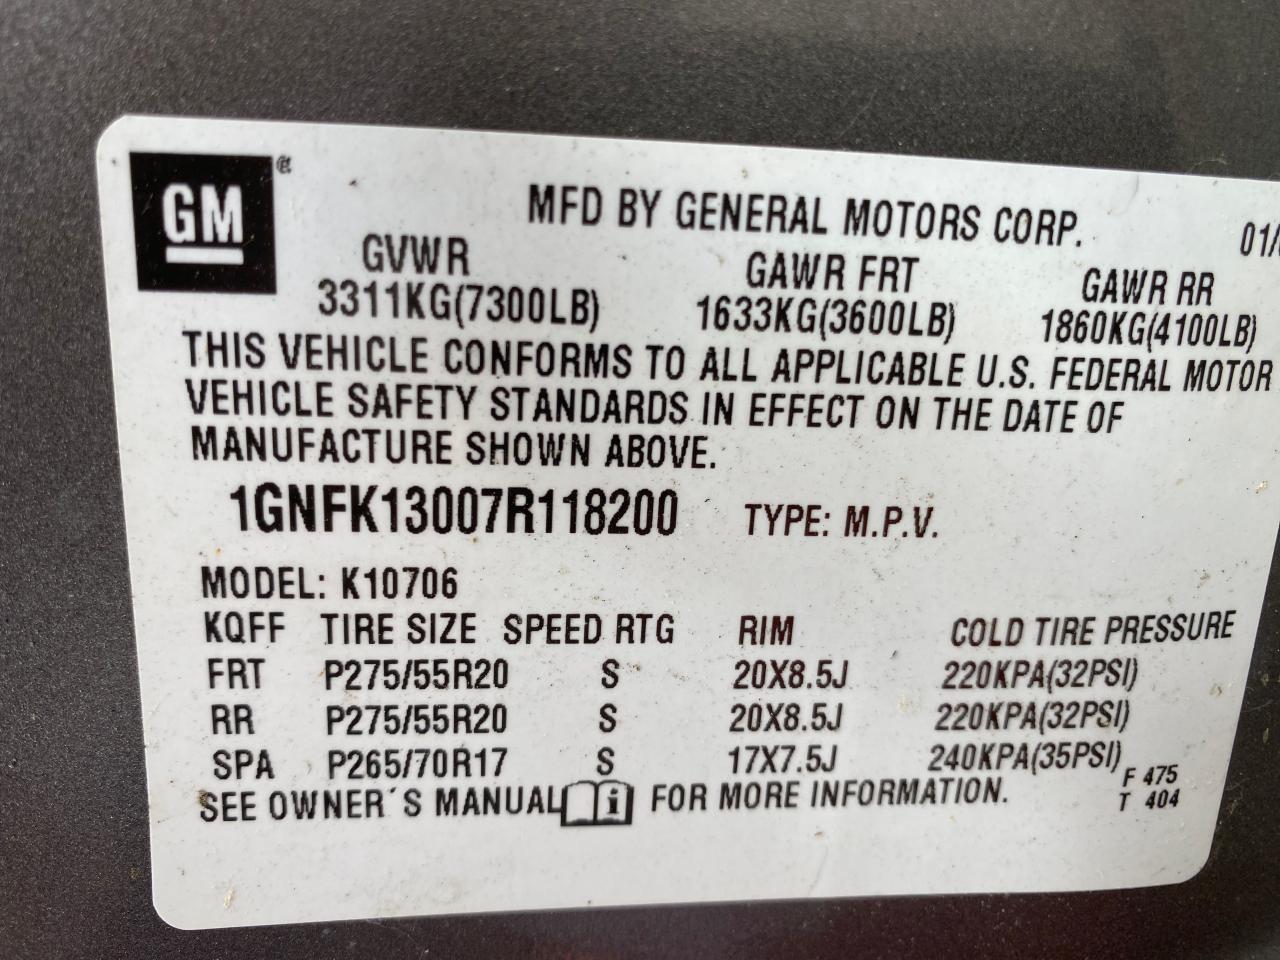 GM
MFD BY GENERAL MOTORS CORP. 01/
GVWR GAWR FRT GAWR RR
3311KG(7300LB) 1633KG(3600LB) 1860KG(4100LB)
THIS VEHICLE CONFORMS TO ALL APPLICABLE U.S. FEDERAL MOTOR
VEHICLE SAFETY STANDARDS IN EFFECT ON THE DATE OF
MANUFACTURE SHOWN ABOVE.
1GNFK13007R118200 TYPE: M.P.V.
MODEL: K10706
KQFF TIRE SIZE SPEED RTG RIM COLD TIRE PRESSURE
FRT P275/55R20 S 20X8.5J 220KPA(32PSI)
RR P275/55R20 S 20X8.5J 220KPA(32PSI)
SPA P265/70R17 S 17X7.5J 240KPA(35PSI)
F 475
T 404
SEE OWNER´S MANUAL i FOR MORE INFORMATION.